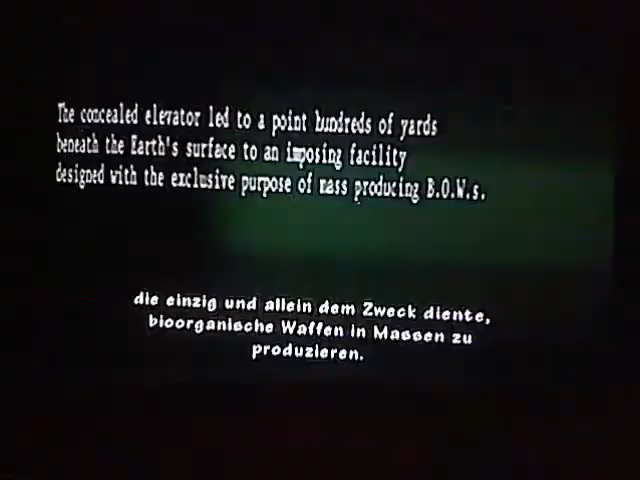 The concealed elevator led to a point hundreds of yards
beneath the Earth's surface to an imposing facility
designed with the exclusive purpose of mass producing B.O.W.s.
die einzig und allein dem Zweck diente,
bioorganische Waffen in Massen zu
produzieren.